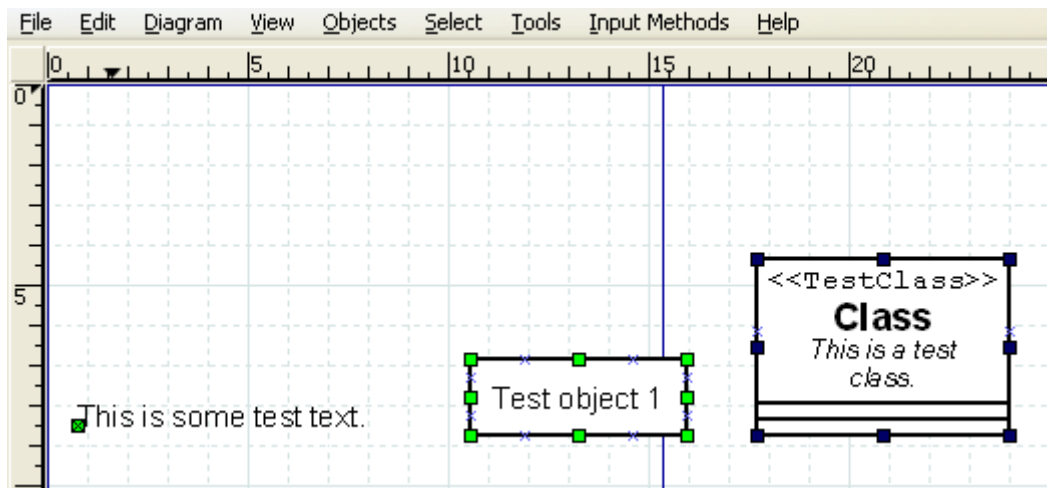 File Edit Diagram View Objects Select Tools Input Methods Help
0 5 10 15 20
0
5
<<TestClass>>
Class
This is a test
class.
Test object 1
This is some test text.